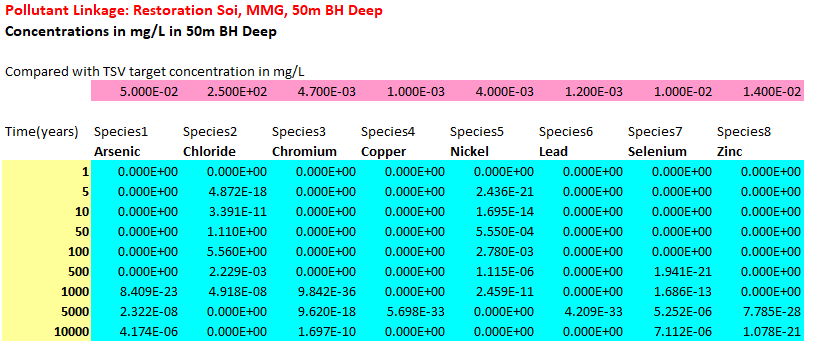 Pollutant Linkage: Restoration Soi, MMG, 50m BH Deep
Concentrations in mg/L in 50m BH Deep
Compared with TSV target concentration in mg/L
5.000E-02 2.500E+02 4.700E-03 1.000E-03 4.000E-03 1.200E-03 1.000E-02 1.400E-02
Time(years) Species1 Species2 Species3 Species4 Species5 Species6 Species7 Species8
Arsenic Chloride Chromium Copper Nickel Lead Selenium Zinc
1 0.000E+00 0.000E+00 0.000E+00 0.000E+00 0.000E+00 0.000E+00 0.000E+00 0.000E+00
5 0.000E+00 4.872E-18 0.000E+00 0.000E+00 2.436E-21 0.000E+00 0.000E+00 0.000E+00
10 0.000E+00 3.391E-11 0.000E+00 0.000E+00 1.695E-14 0.000E+00 0.000E+00 0.000E+00
50 0.000E+00 1.110E+00 0.000E+00 0.000E+00 5.550E-04 0.000E+00 0.000E+00 0.000E+00
100 0.000E+00 5.560E+00 0.000E+00 0.000E+00 2.780E-03 0.000E+00 0.000E+00 0.000E+00
500 0.000E+00 2.229E-03 0.000E+00 0.000E+00 1.115E-06 0.000E+00 1.941E-21 0.000E+00
1000 8.409E-23 4.918E-08 9.842E-36 0.000E+00 2.459E-11 0.000E+00 1.686E-13 0.000E+00
5000 2.322E-08 0.000E+00 9.620E-18 5.698E-33 0.000E+00 4.209E-33 5.252E-06 7.785E-28
10000 4.174E-06 0.000E+00 1.697E-10 0.000E+00 0.000E+00 0.000E+00 7.112E-06 1.078E-21